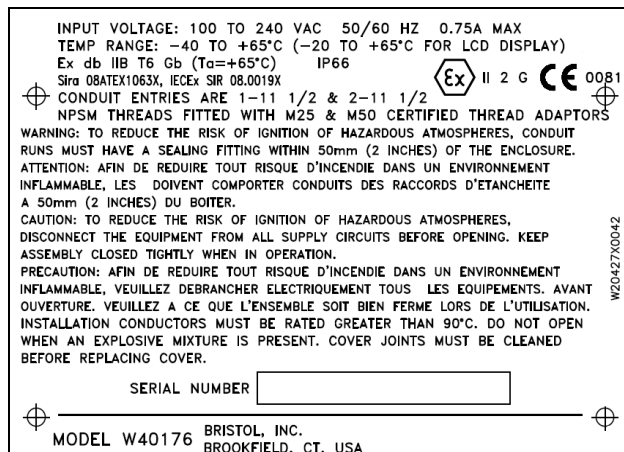 INPUT VOLTAGE: 100 TO 240 VAC 50/60 HZ 0.75A MAX
TEMP RANGE: −40 TO +65°C (−20 TO +65°C FOR LCD DISPLAY)
Ex db IIB T6 Gb (Ta=+65°C) IP66
Sira 08ATEX1063X, IECEx SIR 08.0019X
Ex II 2 G CE 0081
CONDUIT ENTRIES ARE 1−11 1/2 & 2−11 1/2
NPSM THREADS FITTED WITH M25 & M50 CERTIFIED THREAD ADAPTORS
WARNING: TO REDUCE THE RISK OF IGNITION OF HAZARDOUS ATMOSPHERES, CONDUIT
RUNS MUST HAVE A SEALING FITTING WITHIN 50mm (2 INCHES) OF THE ENCLOSURE.
ATTENTION: AFIN DE REDUIRE TOUT RISQUE D'INCENDIE DANS UN ENVIRONNEMENT
INFLAMMABLE, LES DOIVENT COMPORTER CONDUITS DES RACCORDS D'ETANCHEITE
A 50mm (2 INCHES) DU BOITER.
CAUTION: TO REDUCE THE RISK OF IGNITION OF HAZARDOUS ATMOSPHERES,
DISCONNECT THE EQUIPMENT FROM ALL SUPPLY CIRCUITS BEFORE OPENING. KEEP
ASSEMBLY CLOSED TIGHTLY WHEN IN OPERATION.
PRECAUTION: AFIN DE REDUIRE TOUT RISQUE D'INCENDIE DANS UN ENVIRONNEMENT
INFLAMMABLE, VEUILLEZ DEBRANCHER ELECTRIQUEMENT TOUS LES EQUIPEMENTS. AVANT
OUVERTURE. VEUILLEZ A CE QUE L'ENSEMBLE SOIT BIEN FERME LORS DE L'UTILISATION.
INSTALLATION CONDUCTORS MUST BE RATED GREATER THAN 90°C. DO NOT OPEN
WHEN AN EXPLOSIVE MIXTURE IS PRESENT. COVER JOINTS MUST BE CLEANED
BEFORE REPLACING COVER.
W20427X0042
SERIAL NUMBER
MODEL W40176
BRISTOL, INC.
BROOKFIELD, CT. USA